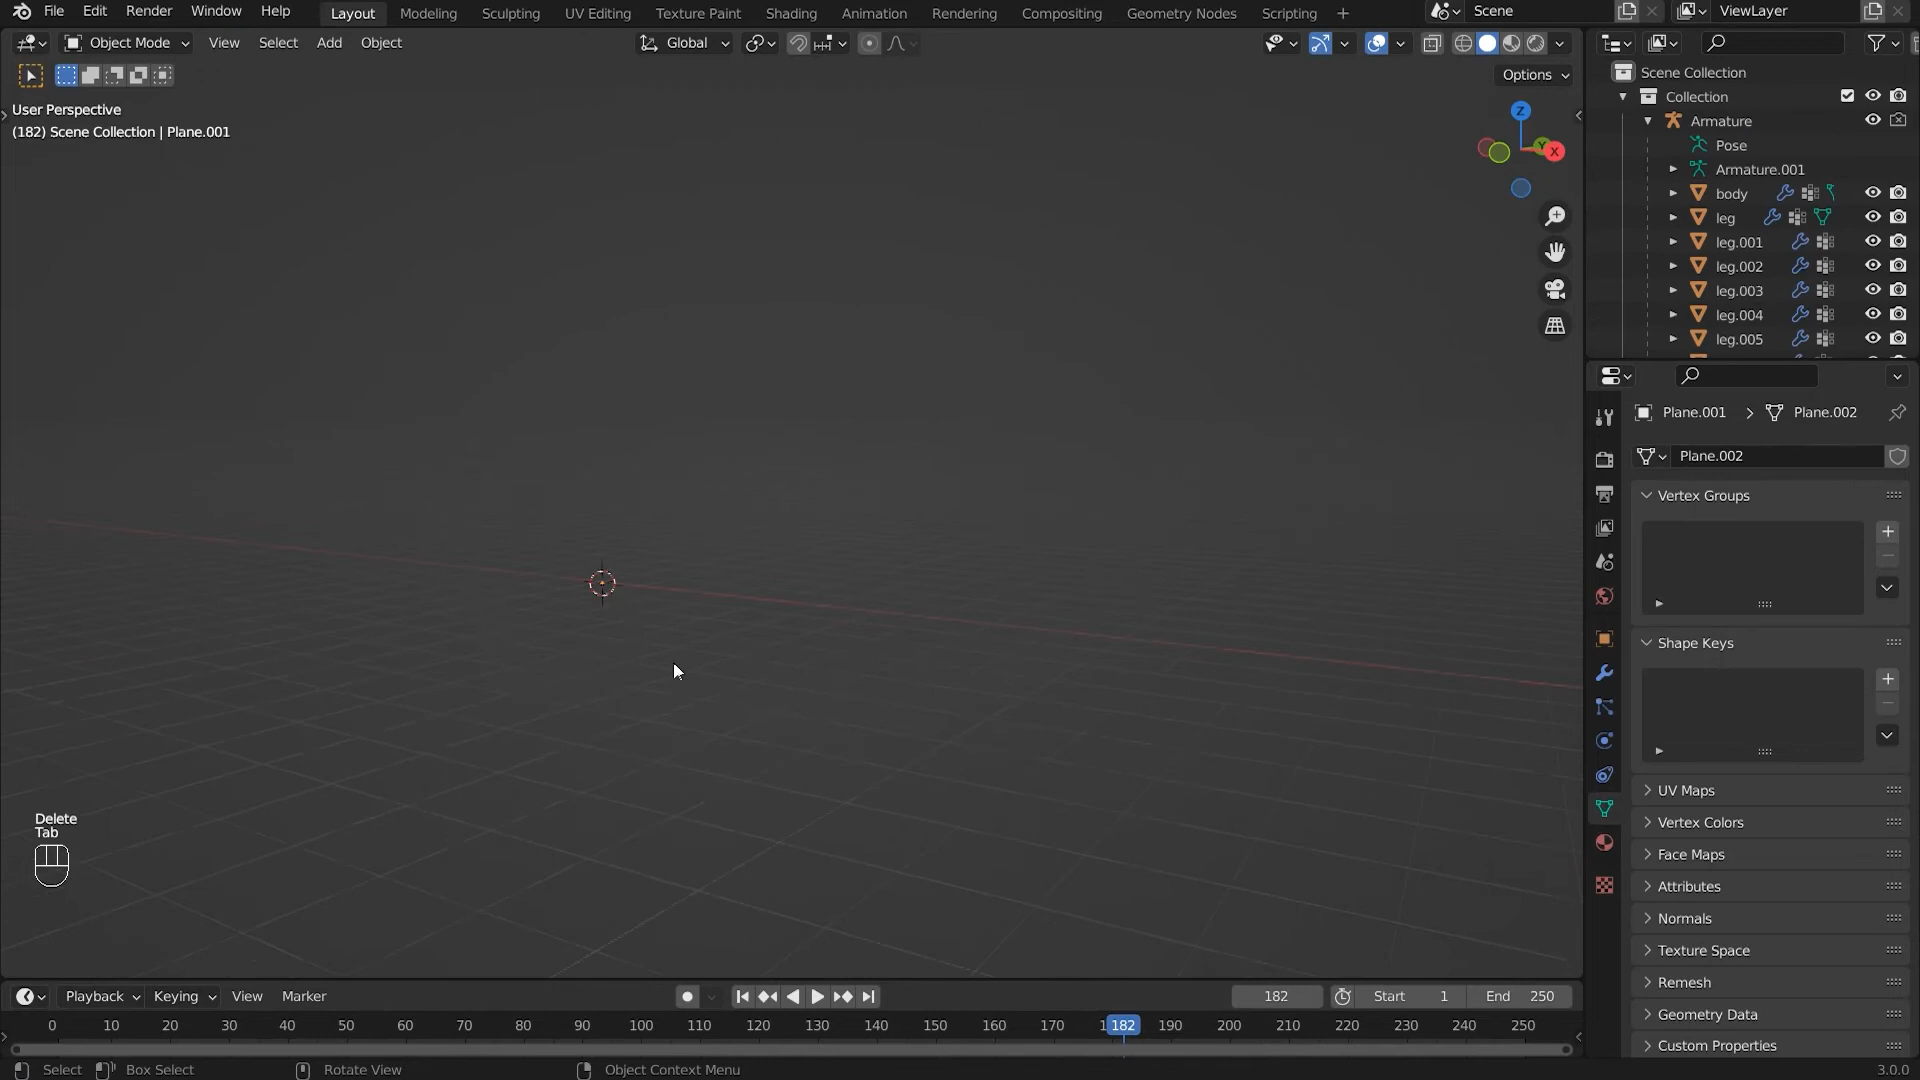 File Edit Render Window Help Layout Modeling Sculpting UV Editing Texture Paint Shading Animation Rendering Compositing Geometry Nodes Scripting + Scene ViewLayer
Object Mode View Select Add Object Global
Options
User Perspective
(182) Scene Collection | Plane.001
Z
Y
X
Scene Collection
Collection
Armature
Pose
Armature.001
body
leg
leg.001
leg.002
leg.003
leg.004
leg.005
Plane.001 > Plane.002
Plane.002
Vertex Groups
Shape Keys
UV Maps
Vertex Colors
Face Maps
Attributes
Normals
Texture Space
Remesh
Geometry Data
Custom Properties
Delete
Tab
Playback Keying View Marker 182 Start 1 End 250
0 10 20 30 40 50 60 70 80 90 100 110 120 130 140 150 160 170 182 190 200 210 220 230 240 250
Select Box Select Rotate View Object Context Menu 3.0.0